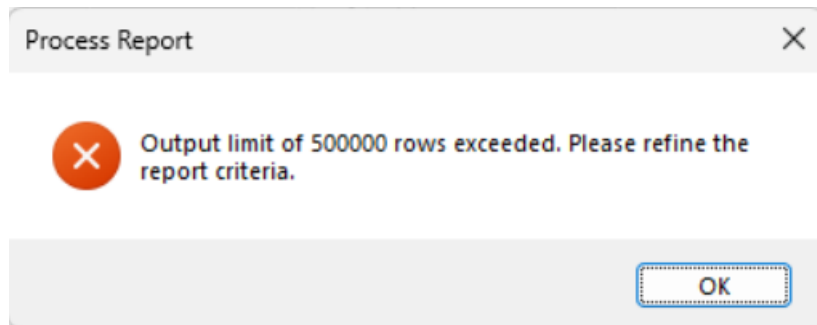 Process Report
Output limit of 500000 rows exceeded. Please refine the
report criteria.
OK